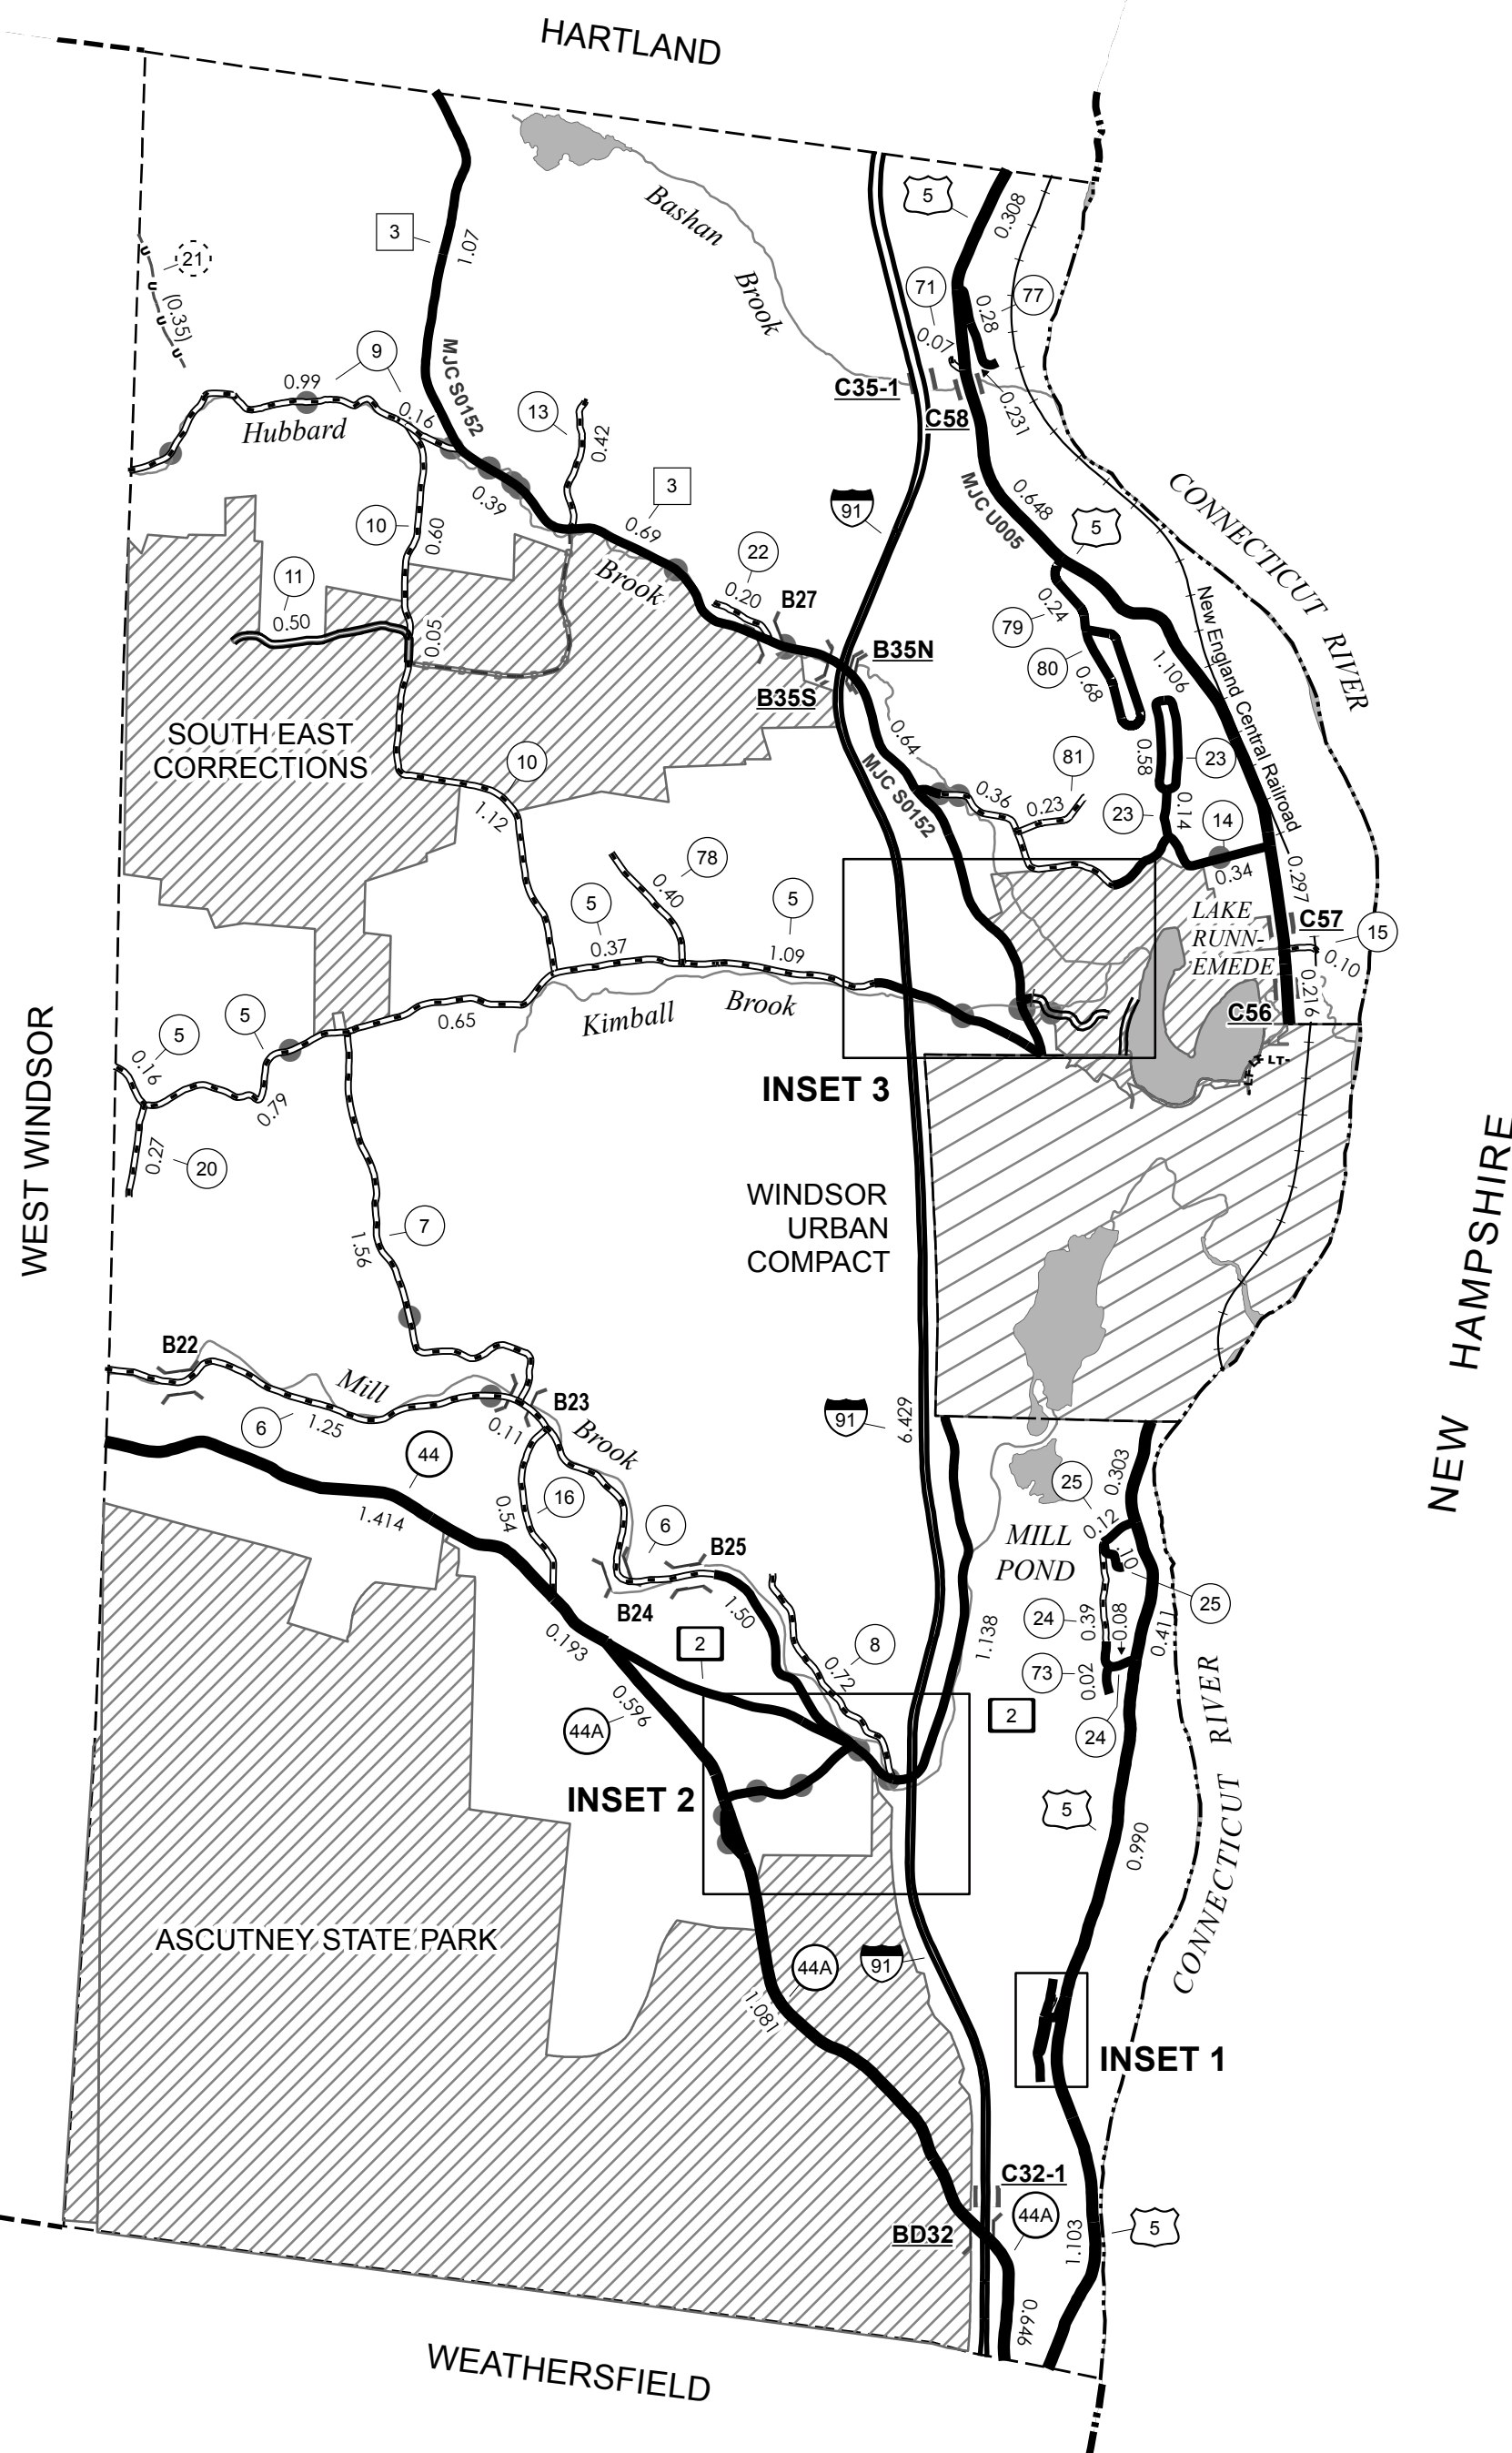 HARTLAND
5
0.308
Bashan
3
1.07
21
(0.35)
Brook
71
77
0.28
0.07
9
0.99
MJC S0152
0.16
C35-1
C58
0.231
13
0.42
Hubbard
CONNECTICUT RIVER
3
0.39
0.69
91
MJC U005
0.648
5
10
0.60
22
0.20
B27
Brook
11
0.50
0.05
New England Central Railroad
0.24
79
B35N
B35S
80
0.68
1.106
SOUTH EAST
CORRECTIONS
0.64
0.58
23
81
10
1.12
MJC S0152
0.36
0.23
23
0.14
14
0.34
78
0.40
0.297
5
0.37
5
1.09
LAKE
RUNN-
EMEDE
C57
15
0.10
0.216
C56
Kimball
Brook
5
0.65
5
0.16
0.79
LT
LT-
INSET 3
0.27
20
WEST WINDSOR
NEW HAMPSHIRE
WINDSOR
URBAN
COMPACT
7
1.56
B22
Mill
6
1.25
B23
0.11
Brook
91
6.429
44
1.414
0.303
25
0.12
.10
16
0.54
6
B25
MILL
POND
B24
1.50
25
24
0.39
0.08
0.411
0.193
2
8
0.72
1.138
73
0.02
24
0.596
44A
2
CONNECTICUT RIVER
INSET 2
5
0.990
ASCUTNEY STATE PARK
44A
91
1.081
INSET 1
C32-1
44A
BD32
5
1.103
0.646
WEATHERSFIELD